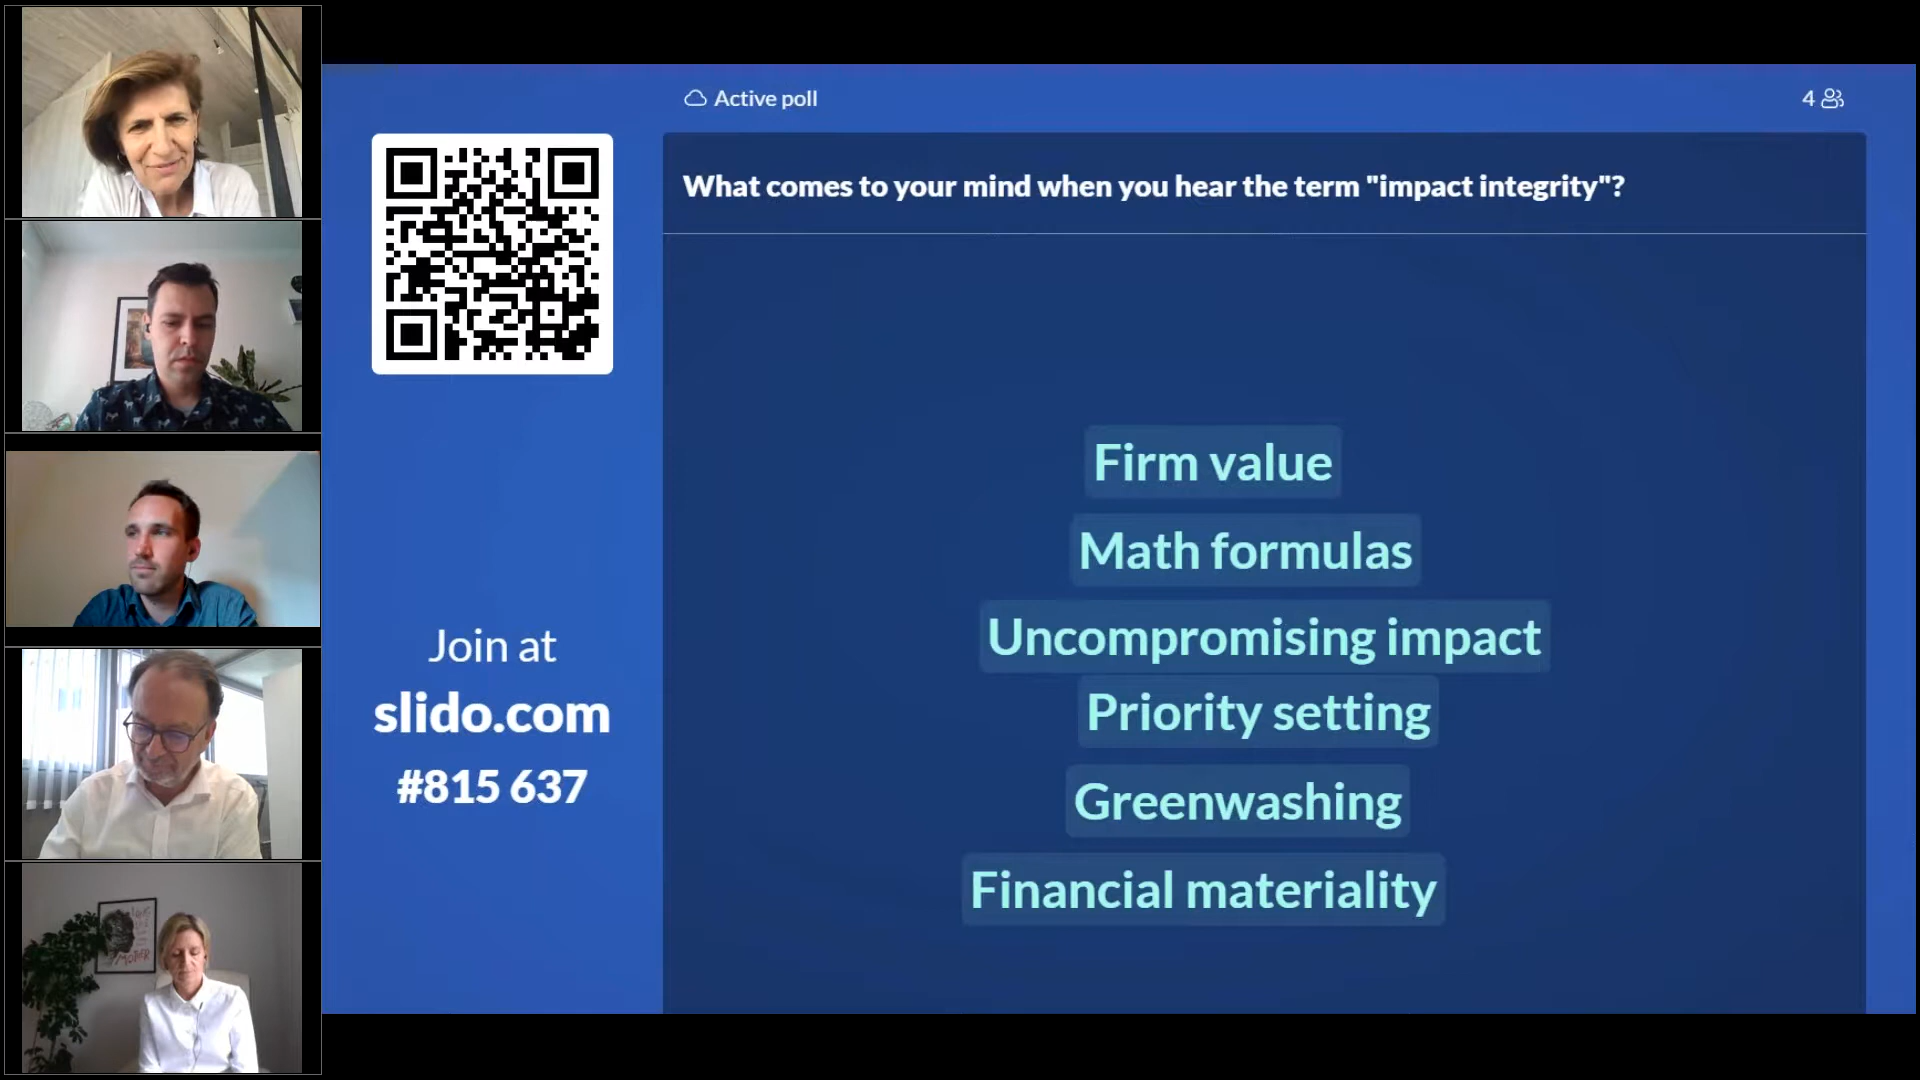 Active poll
4
What comes to your mind when you hear the term "impact integrity"?
Firm value
Math formulas
Uncompromising impact
Priority setting
Greenwashing
Financial materiality
Join at
slido.com
#815 637
MOTHER